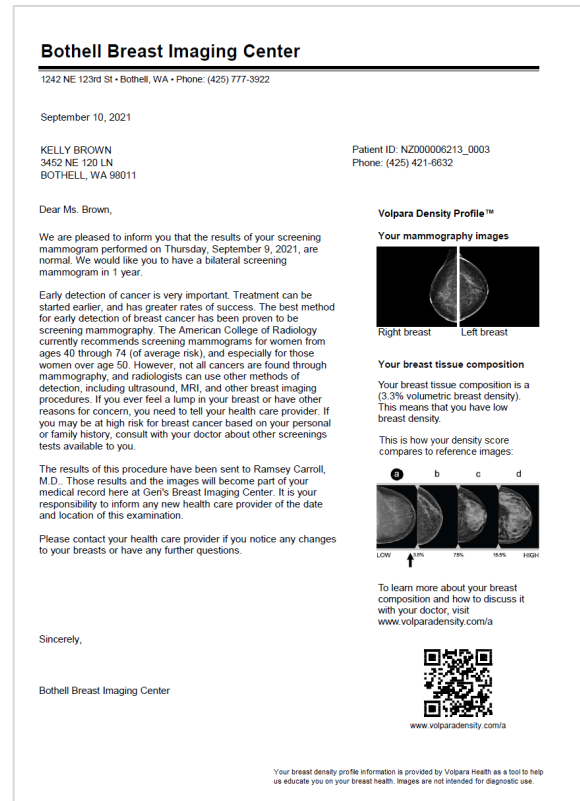 Bothell Breast Imaging Center
1242 NE 123rd St • Bothell, WA • Phone: (425) 777-3922
September 10, 2021
KELLY BROWN
3452 NE 120 LN
BOTHELL, WA 98011
Patient ID: NZ000006213_0003
Phone: (425) 421-6632
Dear Ms. Brown,
We are pleased to inform you that the results of your screening
mammogram performed on Thursday, September 9, 2021, are
normal. We would like you to have a bilateral screening
mammogram in 1 year.
Early detection of cancer is very important. Treatment can be
started earlier, and has greater rates of success. The best method
for early detection of breast cancer has been proven to be
screening mammography. The American College of Radiology
currently recommends screening mammograms for women from
ages 40 through 74 (of average risk), and especially for those
women over age 50. However, not all cancers are found through
mammography, and radiologists can use other methods of
detection, including ultrasound, MRI, and other breast imaging
procedures. If you ever feel a lump in your breast or have other
reasons for concern, you need to tell your health care provider. If
you may be at high risk for breast cancer based on your personal
or family history, consult with your doctor about other screenings
tests available to you.
The results of this procedure have been sent to Ramsey Carroll,
M.D.. Those results and the images will become part of your
medical record here at Geri's Breast Imaging Center. It is your
responsibility to inform any new health care provider of the date
and location of this examination.
Please contact your health care provider if you notice any changes
to your breasts or have any further questions.
Sincerely,
Bothell Breast Imaging Center
Volpara Density Profile™
Your mammography images
Right breast Left breast
Your breast tissue composition
Your breast tissue composition is a
(3.3% volumetric breast density).
This means that you have low
breast density.
This is how your density score
compares to reference images:
a b c d
LOW 3.5% 7.5% 15.5% HIGH
To learn more about your breast
composition and how to discuss it
with your doctor, visit
www.volparadensity.com/a
www.volparadensity.com/a
Your breast density profile information is provided by Volpara Health as a tool to help
us educate you on your breast health. Images are not intended for diagnostic use.